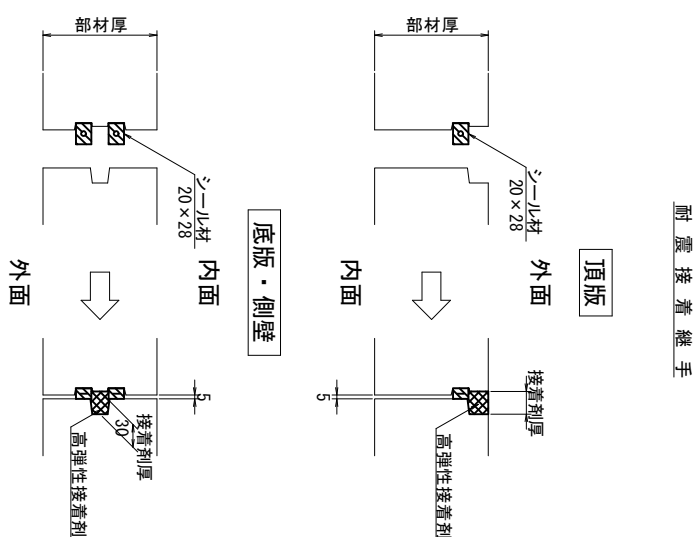 耐震接着継手
頂版
部材厚
シール材
20×28
外面
内面
接着剤厚
5
高弾性接着剤
底版・側壁
部材厚
シール材
20×28
内面
外面
5
接着剤厚
30
高弾性接着剤